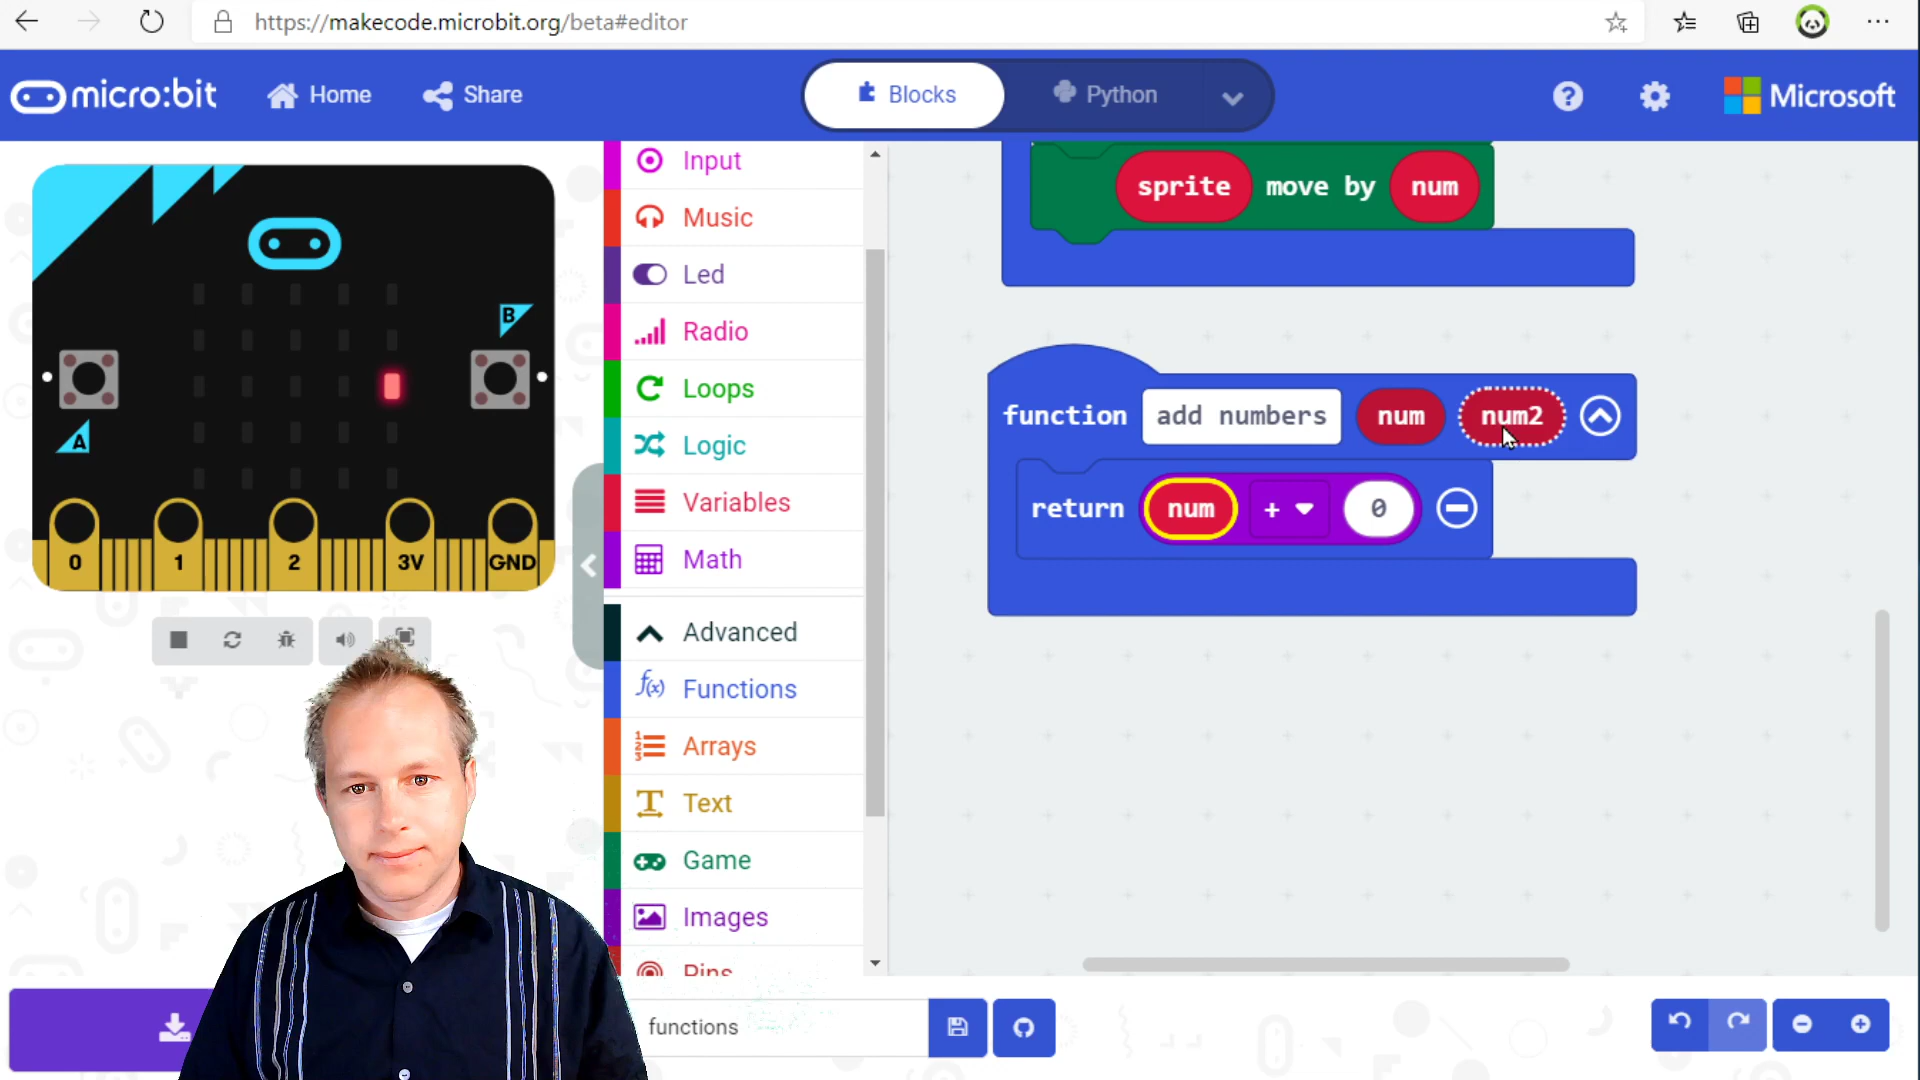 https://makecode.microbit.org/beta#editor
micro:bit
Home
Share
Blocks
Python
Microsoft
B
A
0
1
2
3V
GND
Input
Music
Led
Radio
Loops
Logic
Variables
Math
Advanced
Functions
Arrays
Text
Game
Images
Pins
sprite move by num
function add numbers num num2
return num + 0
functions